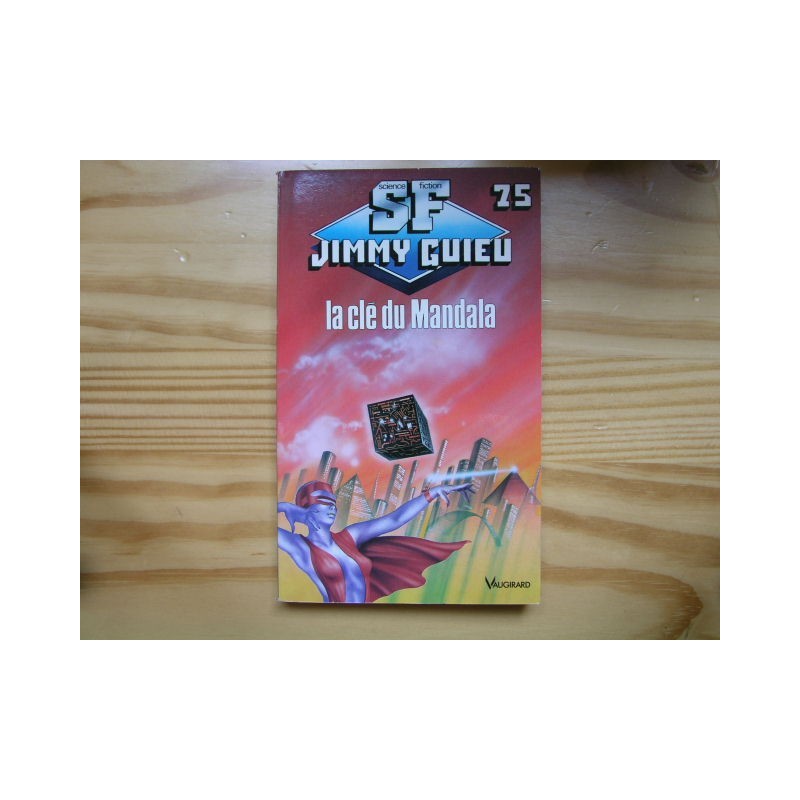 science fiction
SF
75
JIMMY GUIEU
la clé du Mandala
VAUGIRARD